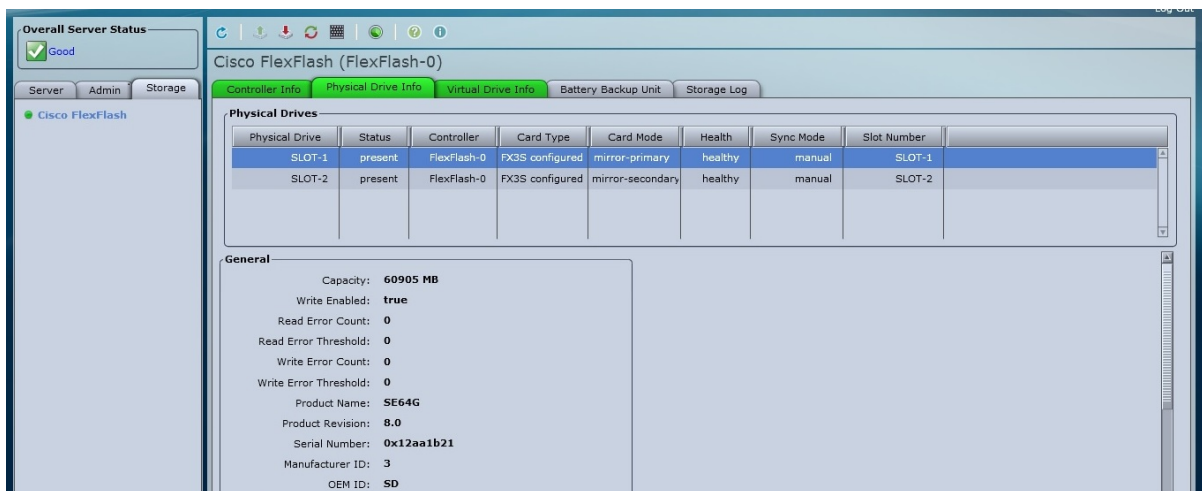 Log Out
Overall Server Status
Good
Server Admin Storage
Cisco FlexFlash
Cisco FlexFlash (FlexFlash-0)
Controller Info Physical Drive Info Virtual Drive Info Battery Backup Unit Storage Log
Physical Drives
Physical Drive Status Controller Card Type Card Mode Health Sync Mode Slot Number
SLOT-1 present FlexFlash-0 FX3S configured mirror-primary healthy manual SLOT-1
SLOT-2 present FlexFlash-0 FX3S configured mirror-secondary healthy manual SLOT-2
General
Capacity: 60905 MB
Write Enabled: true
Read Error Count: 0
Read Error Threshold: 0
Write Error Count: 0
Write Error Threshold: 0
Product Name: SE64G
Product Revision: 8.0
Serial Number: 0x12aa1b21
Manufacturer ID: 3
OEM ID: SD